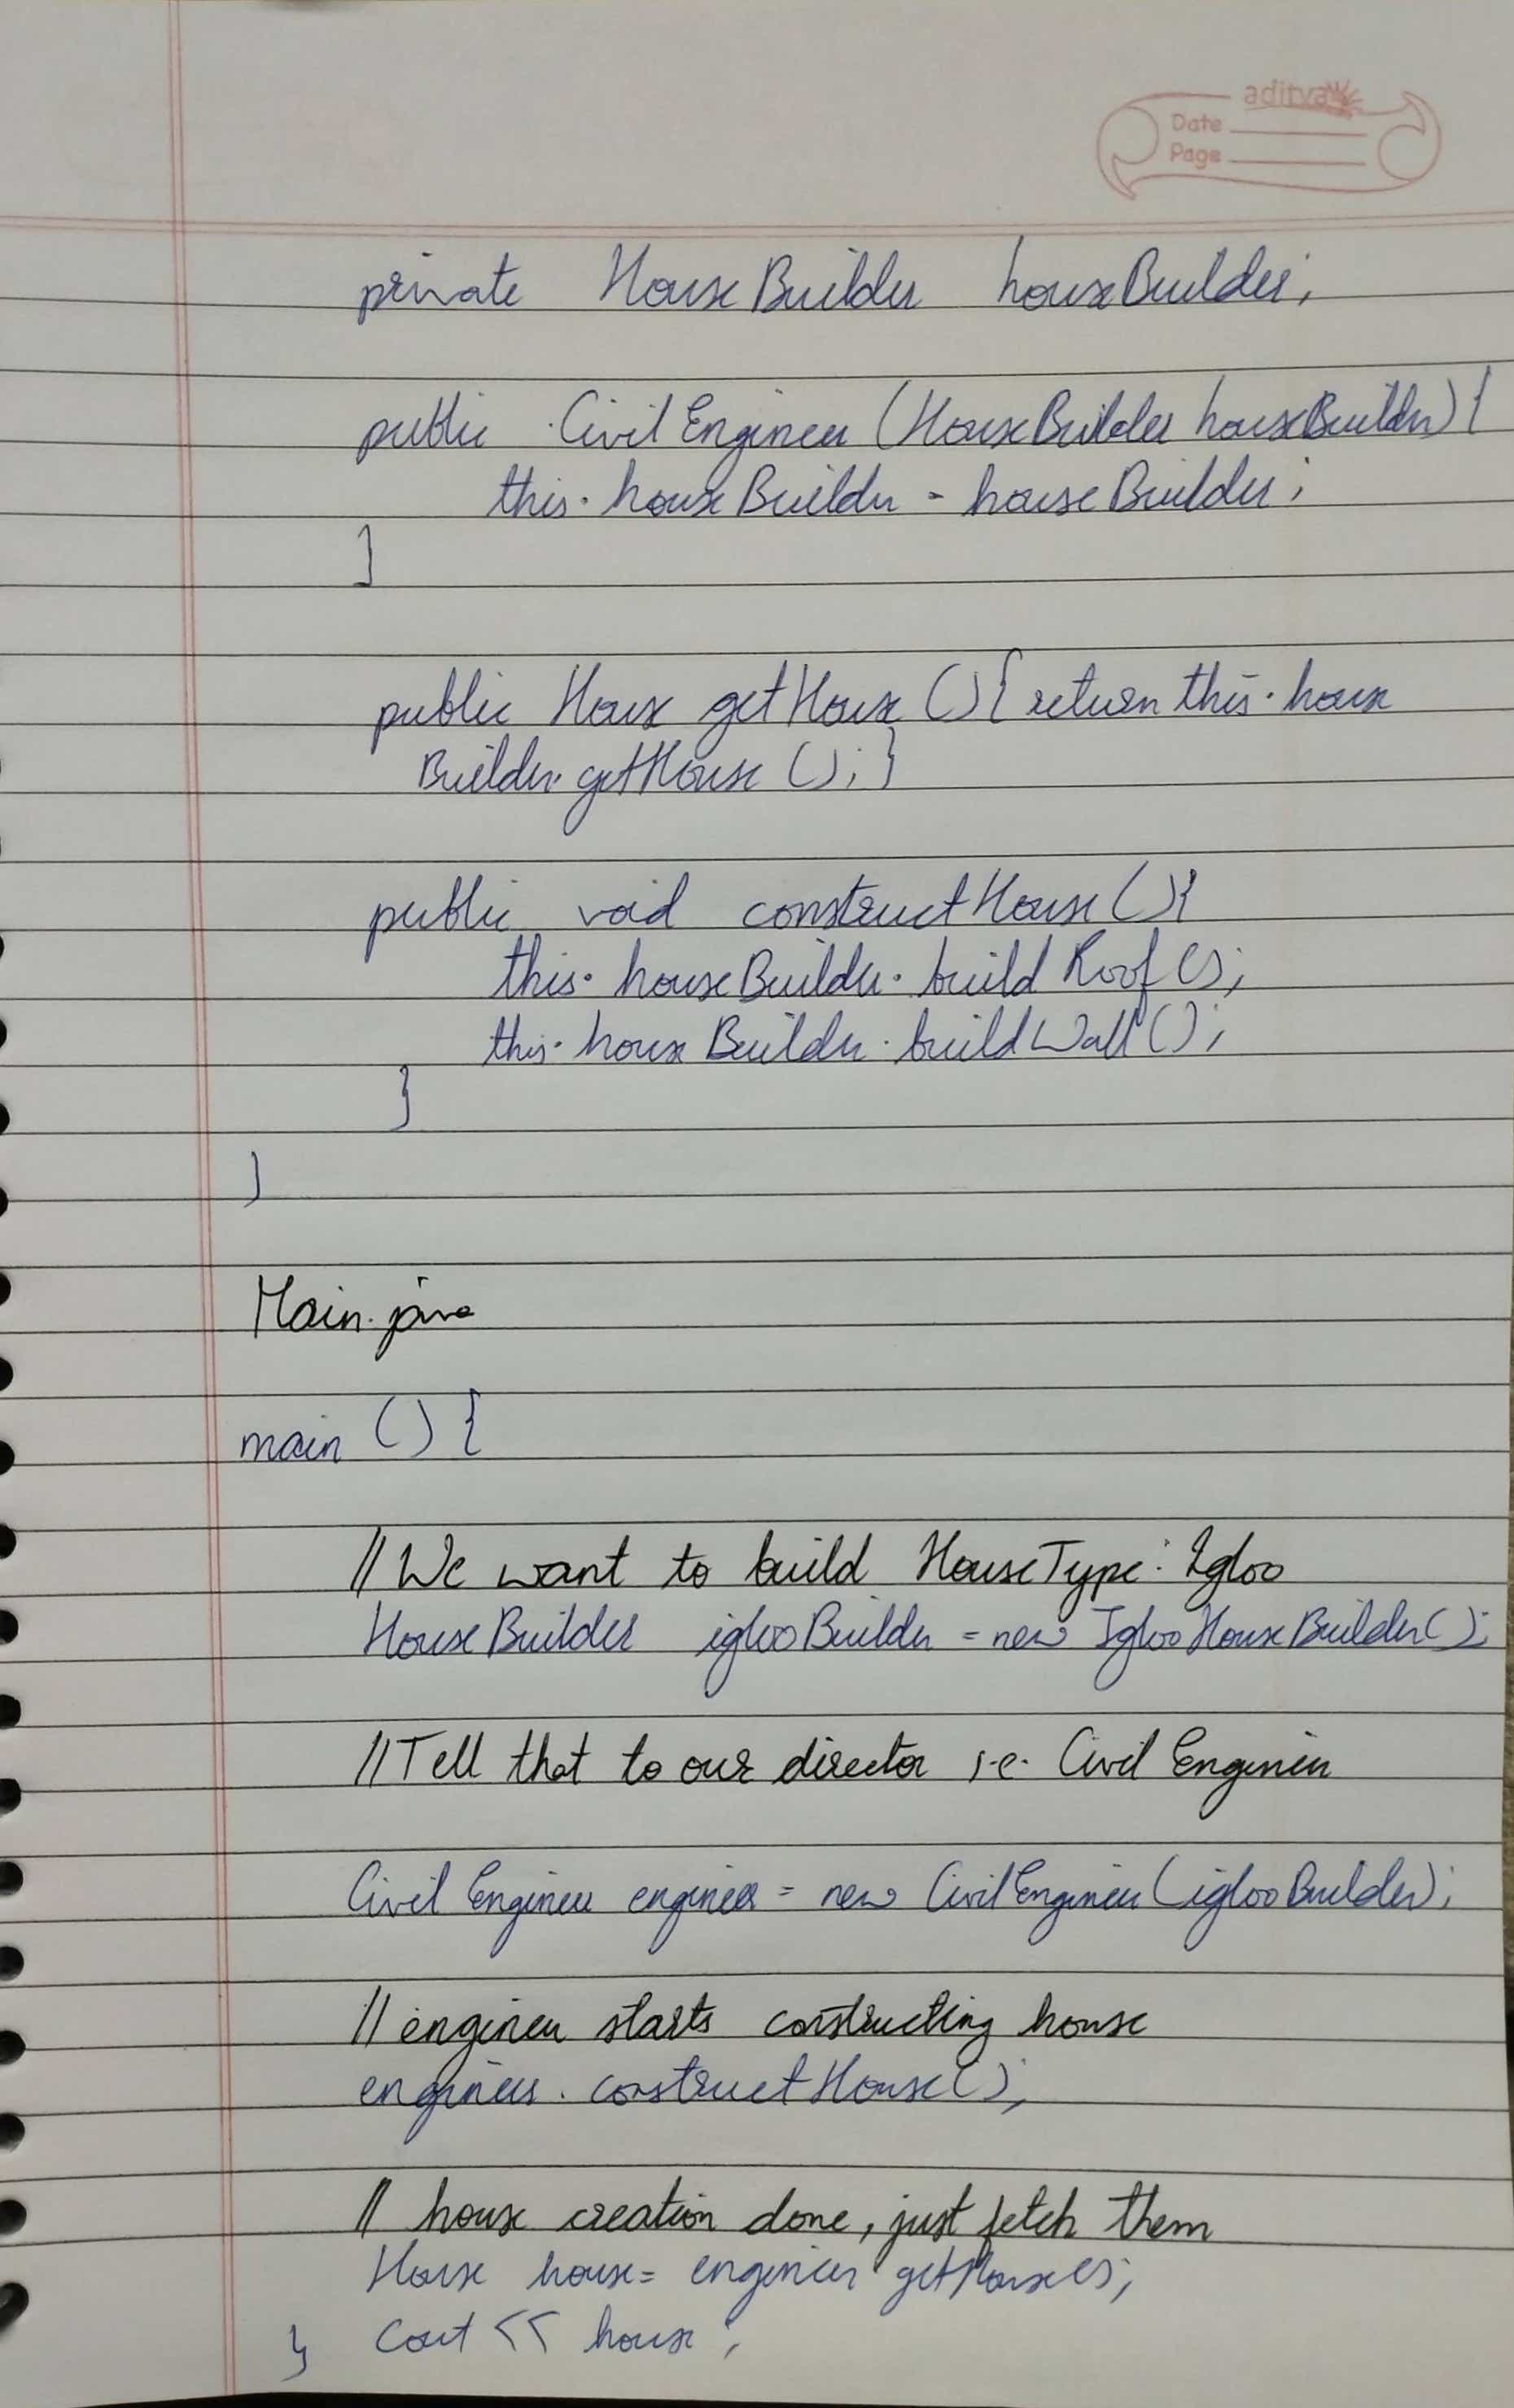 aditya
Date
Page
private HouseBuilder houseBuilder;
public CivilEngineer (HouseBuilder houseBuilder) {
this.houseBuilder = houseBuilder;
}
public House getHouse () { return this.house
Builder.getHouse (); }
public void constructHouse () {
this.houseBuilder.buildRoof ();
this.houseBuilder.buildWall ();
}
}
Main.java
main () {
//We want to build HouseType: Igloo
HouseBuilder iglooBuilder = new IglooHouseBuilder();
//Tell that to our director i.e. Civil Engineer
CivilEngineer engineer = new CivilEngineer (iglooBuilder);
//engineer starts constructing house
engineer.constructHouse ();
// house creation done, just fetch them
House house = engineer.getHouse ();
} cout << house;